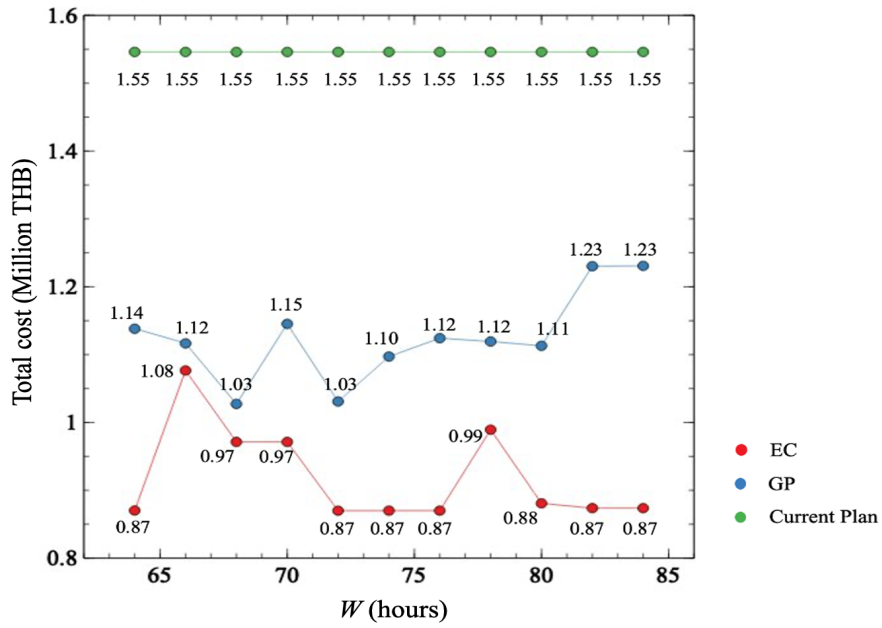 1.6
1.55 1.55 1.55 1.55 1.55 1.55 1.55 1.55 1.55 1.55 1.55
1.4
1.23 1.23
1.2
1.14 1.12 1.03 1.15 1.03 1.10 1.12 1.12 1.11
1.08
1
0.97 0.97 0.99
0.87 0.87 0.87 0.87 0.88 0.87 0.87
0.8
65 70 75 80 85
W (hours)
Total cost (Million THB)
EC
GP
Current Plan